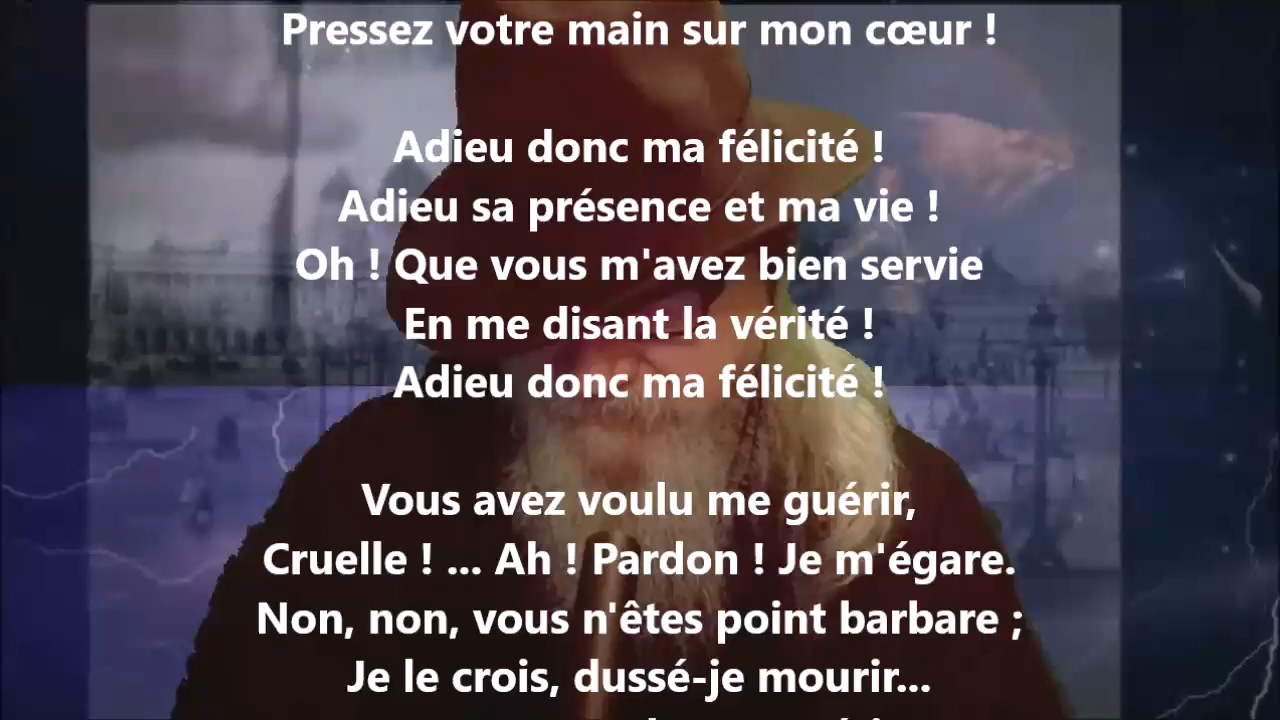 Pressez votre main sur mon cœur !
Adieu donc ma félicité !
Adieu sa présence et ma vie !
Oh ! Que vous m'avez bien servie
En me disant la vérité !
Adieu donc ma félicité !
Vous avez voulu me guérir,
Cruelle ! ... Ah ! Pardon ! Je m'égare.
Non, non, vous n'êtes point barbare ;
Je le crois, dussé-je mourir...